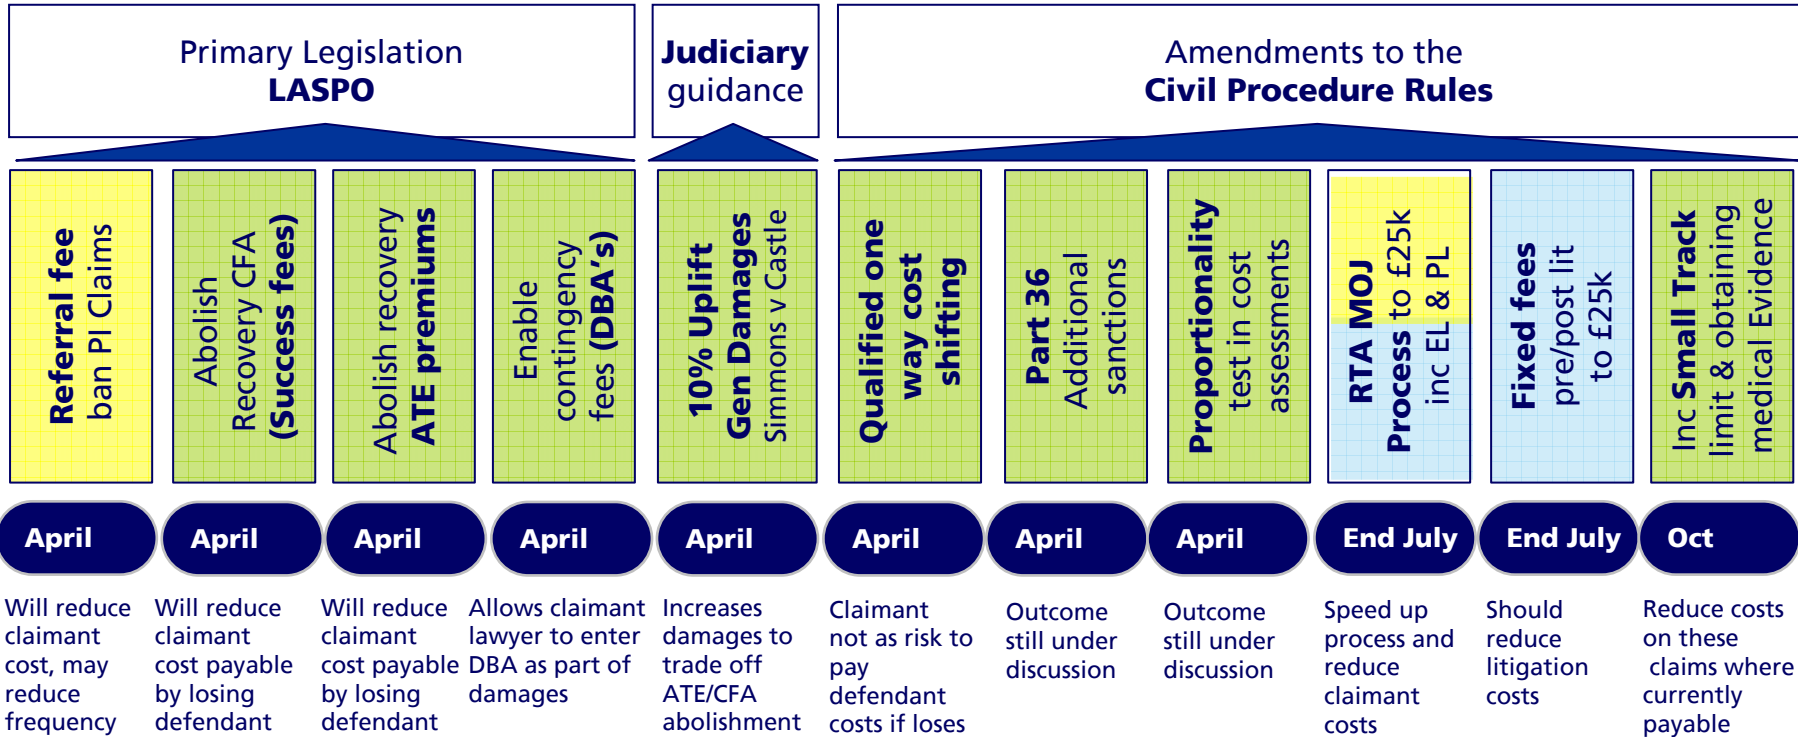 Primary Legislation
LASPO
Judiciary
guidance
Amendments to the
Civil Procedure Rules
Referral fee
ban PI Claims
Abolish
Recovery CFA
(Success fees)
Abolish recovery
ATE premiums
Enable
contingency
fees (DBA’s)
10% Uplift
Gen Damages
Simmons v Castle
Qualified one
way cost
shifting
Part 36
Additional
sanctions
Proportionality
test in cost
assessments
RTA MOJ
Process to £25k
inc EL & PL
Fixed fees
pre/post lit
to £25k
Inc Small Track
limit & obtaining
medical Evidence
April
April
April
April
April
April
April
April
End July
End July
Oct
Will reduce
claimant
cost, may
reduce
frequency
Will reduce
claimant
cost payable
by losing
defendant
Will reduce
claimant
cost payable
by losing
defendant
Allows claimant
lawyer to enter
DBA as part of
damages
Increases
damages to
trade off
ATE/CFA
abolishment
Claimant
not as risk to
pay
defendant
costs if loses
Outcome
still under
discussion
Outcome
still under
discussion
Speed up
process and
reduce
claimant
costs
Should
reduce
litigation
costs
Reduce costs
on these
claims where
currently
payable